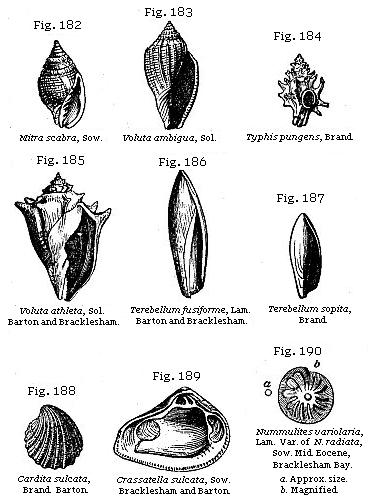 Fig. 182
Mitra scabra, Sow.
Fig. 183
Voluta ambigua, Sol.
Fig. 184
Typhis pungens, Brand.
Fig. 185
Voluta athleta, Sol.
Barton and Bracklesham.
Fig. 186
Terebellum fusiforme, Lam.
Barton and Bracklesham.
Fig. 187
Terebellum sopita,
Brand.
Fig. 188
Cardita sulcata,
Brand. Barton.
Fig. 189
Crassatella sulcata, Sow.
Bracklesham and Barton.
Fig. 190
a
b
Nummulites variolaria,
Lam. Var. of N. radiata,
Sow. Mid. Eocene,
Bracklesham Bay.
a. Approx. size.
b. Magnified.